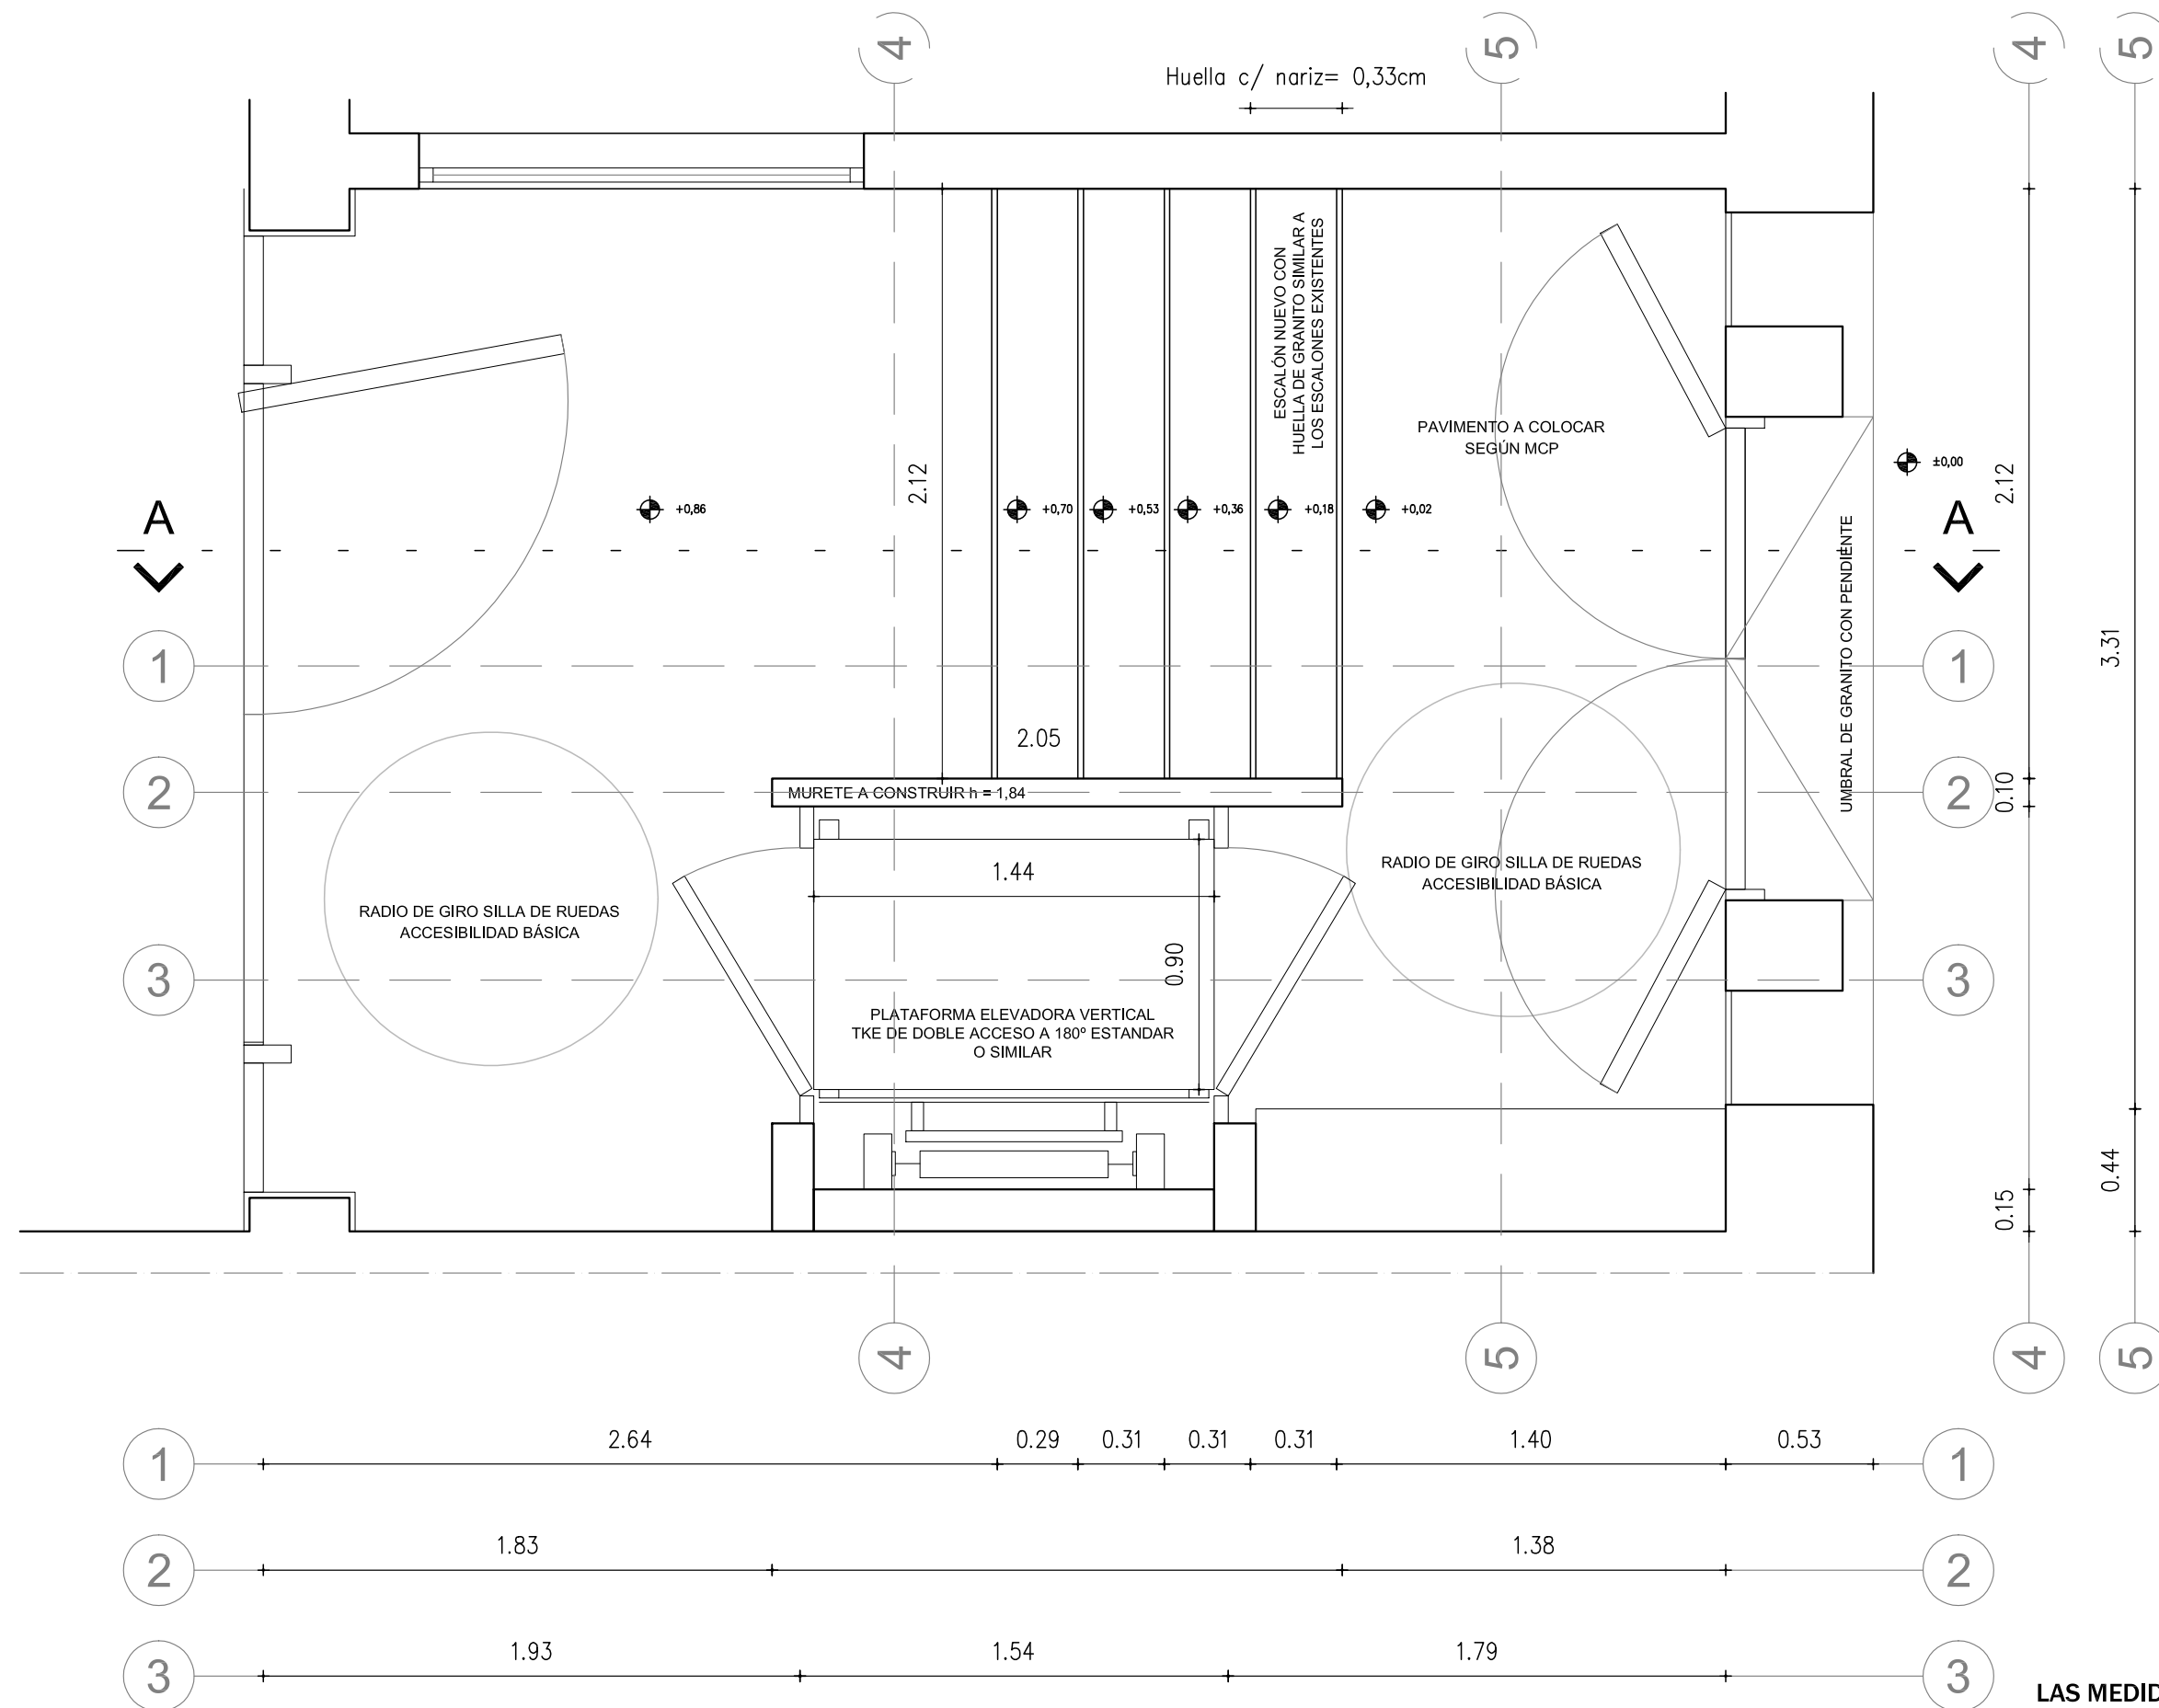 4
5
4
5
Huella c/ nariz= 0,33cm
ESCALÓN NUEVO CON
HUELLA DE GRANITO SIMILAR A
LOS ESCALONES EXISTENTES
PAVIMENTO A COLOCAR
SEGÚN MCP
±0,00
2.12
2.12
A
+0,86
+0,70
+0,53
+0,36
+0,18
+0,02
A
UMBRAL DE GRANITO CON PENDIENTE
3.31
1
1
2.05
2
MURETE A CONSTRUIR h = 1,84
2
0.10
1.44
RADIO DE GIRO SILLA DE RUEDAS
ACCESIBILIDAD BÁSICA
RADIO DE GIRO SILLA DE RUEDAS
ACCESIBILIDAD BÁSICA
0.90
3
3
PLATAFORMA ELEVADORA VERTICAL
TKE DE DOBLE ACCESO A 180º ESTANDAR
O SIMILAR
0.44
0.15
4
5
4
5
1
2.64
0.29
0.31
0.31
0.31
1.40
0.53
1
2
1.83
1.38
2
3
1.93
1.54
1.79
3
LAS MEDID